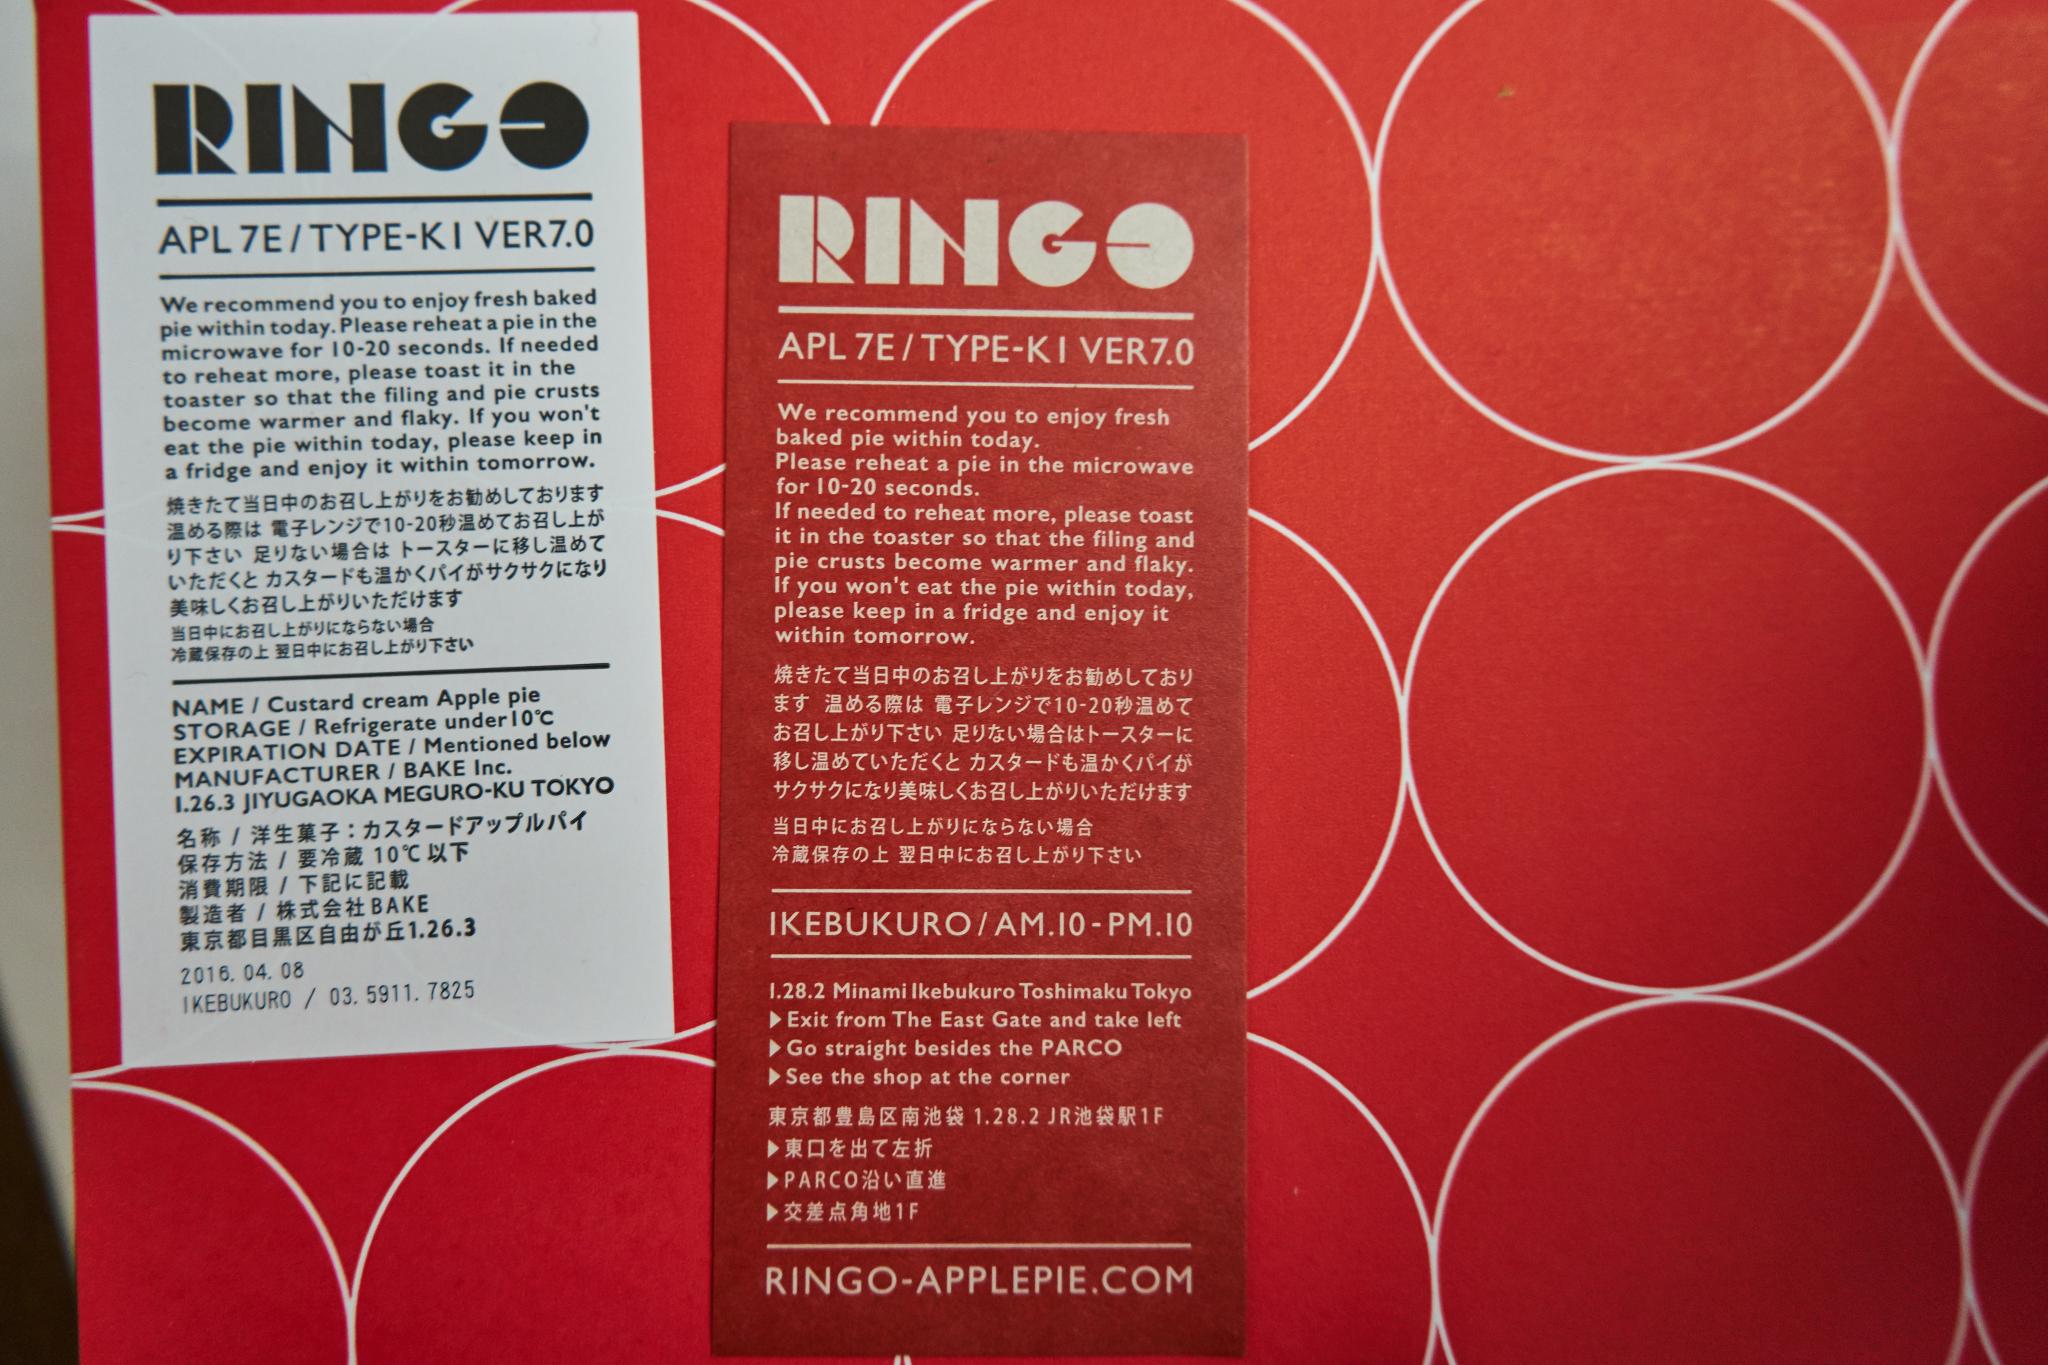 RINGO
APL 7E / TYPE-K1 VER7.0
We recommend you to enjoy fresh baked
pie within today. Please reheat a pie in the
microwave for 10-20 seconds. If needed
to reheat more, please toast it in the
toaster so that the filing and pie crusts
become warmer and flaky. If you won't
eat the pie within today, please keep in
a fridge and enjoy it within tomorrow.
焼きたて当日中のお召し上がりをお勧めしております
温める際は 電子レンジで10-20秒温めてお召し上が
り下さい 足りない場合は トースターに移し温めて
いただくと カスタードも温かくパイがサクサクになり
美味しくお召し上がりいただけます
当日中にお召し上がりにならない場合
冷蔵保存の上 翌日中にお召し上がり下さい
NAME / Custard cream Apple pie
STORAGE / Refrigerate under10℃
EXPIRATION DATE / Mentioned below
MANUFACTURER / BAKE Inc.
1.26.3 JIYUGAOKA MEGURO-KU TOKYO
名称 / 洋生菓子：カスタードアップルパイ
保存方法 / 要冷蔵 10℃ 以下
消費期限 / 下記に記載
製造者 / 株式会社BAKE
東京都目黒区自由が丘1.26.3
2016. 04. 08
IKEBUKURO / 03. 5911. 7825
RINGO
APL 7E / TYPE-K1 VER7.0
We recommend you to enjoy fresh
baked pie within today.
Please reheat a pie in the microwave
for 10-20 seconds.
If needed to reheat more, please toast
it in the toaster so that the filing and
pie crusts become warmer and flaky.
If you won't eat the pie within today,
please keep in a fridge and enjoy it
within tomorrow.
焼きたて当日中のお召し上がりをお勧めしており
ます 温める際は 電子レンジで10-20秒温めて
お召し上がり下さい 足りない場合はトースターに
移し温めていただくと カスタードも温かくパイが
サクサクになり美味しくお召し上がりいただけます
当日中にお召し上がりにならない場合
冷蔵保存の上 翌日中にお召し上がり下さい
IKEBUKURO / AM.10 - PM.10
1.28.2 Minami Ikebukuro Toshimaku Tokyo
▶Exit from The East Gate and take left
▶Go straight besides the PARCO
▶See the shop at the corner
東京都豊島区南池袋 1.28.2 JR池袋駅1F
▶東口を出て左折
▶PARCO沿い直進
▶交差点角地1F
RINGO-APPLEPIE.COM